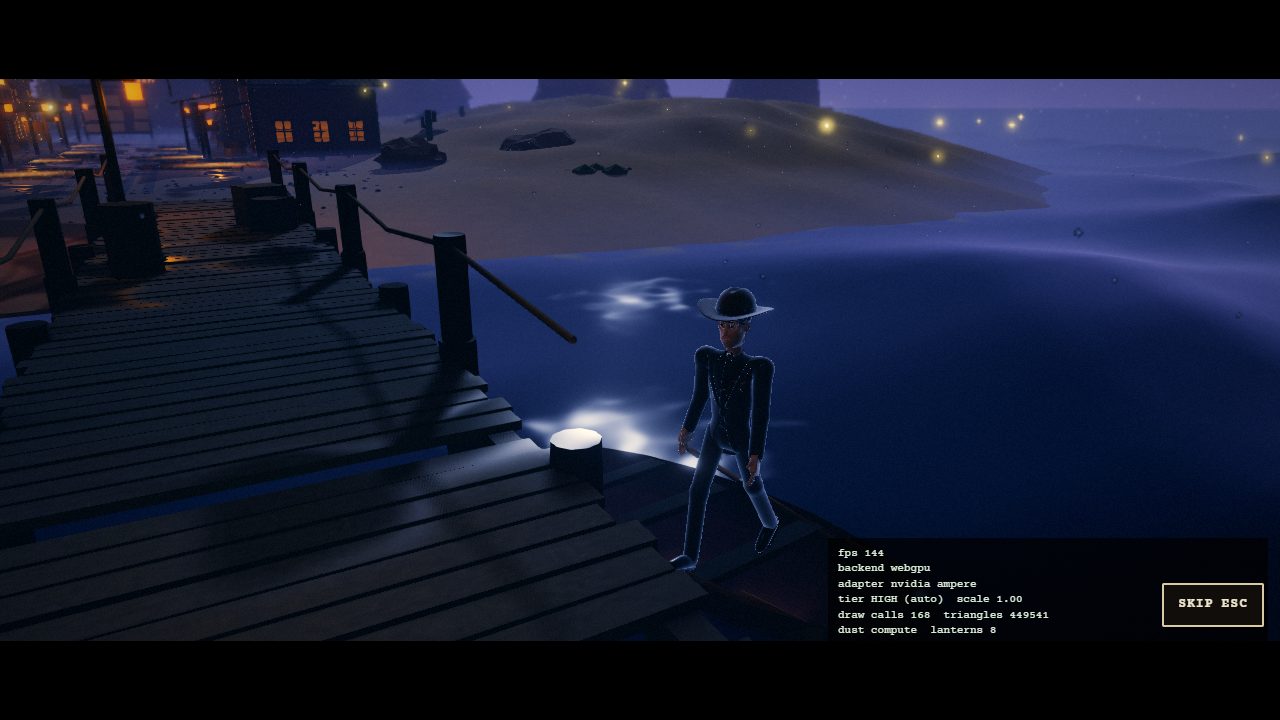 fps 144
backend webgpu
adapter nvidia ampere
tier HIGH (auto)  scale 1.00
draw calls 168  triangles 449541
dust compute  lanterns 8
SKIP ESC